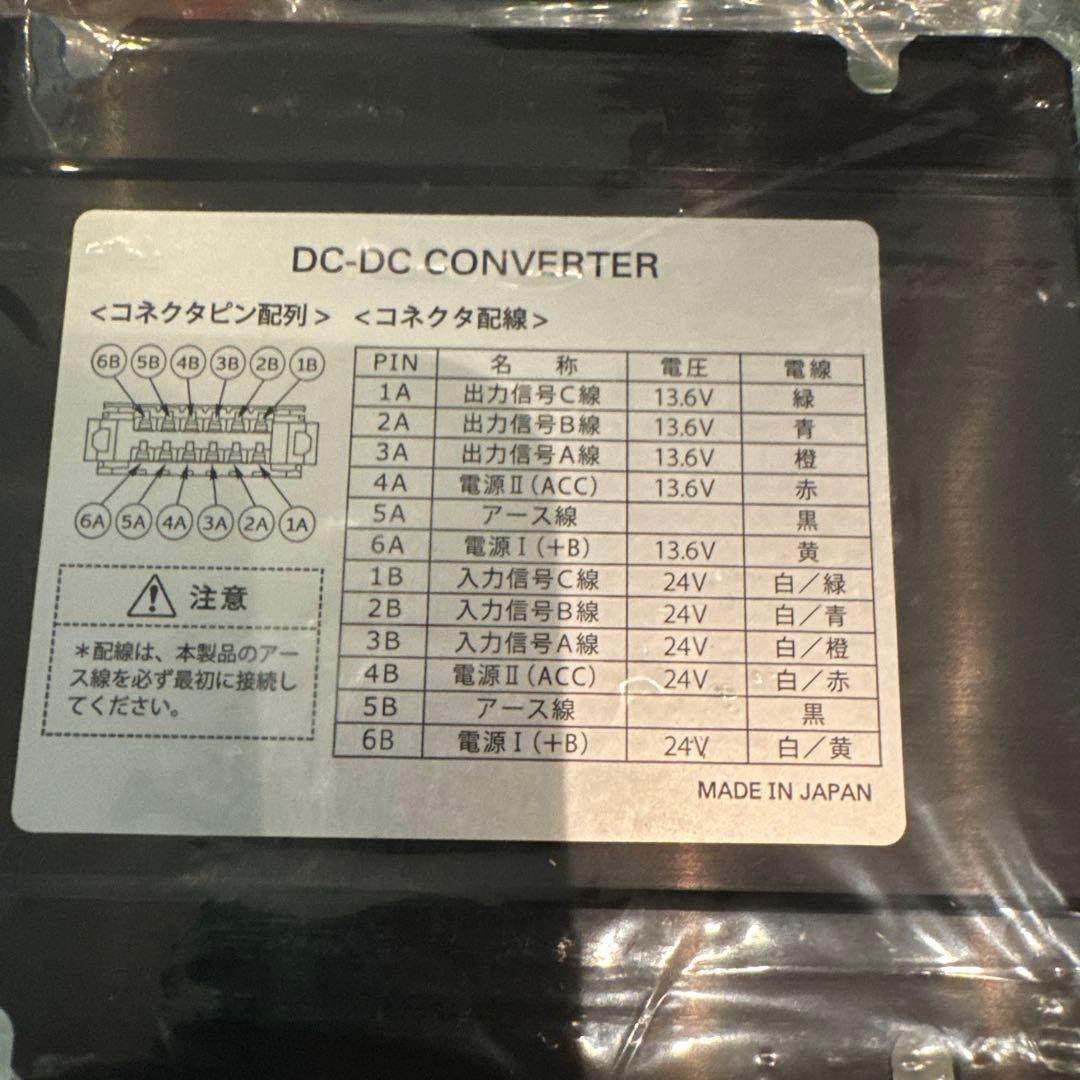 DC-DC CONVERTER
<コネクタピン配列>
6B 5B 4B 3B 2B 1B
6A 5A 4A 3A 2A 1A
注意
*配線は、本製品のアー
ス線を必ず最初に接続し
てください。
<コネクタ配線>
PIN 名 称 電圧 電線
1A 出力信号C線 13.6V 緑
2A 出力信号B線 13.6V 青
3A 出力信号A線 13.6V 橙
4A 電源Ⅱ(ACC) 13.6V 赤
5A アース線 黒
6A 電源Ⅰ(+B) 13.6V 黄
1B 入力信号C線 24V 白/緑
2B 入力信号B線 24V 白/青
3B 入力信号A線 24V 白/橙
4B 電源Ⅱ(ACC) 24V 白/赤
5B アース線 黒
6B 電源Ⅰ(+B) 24V 白/黄
MADE IN JAPAN